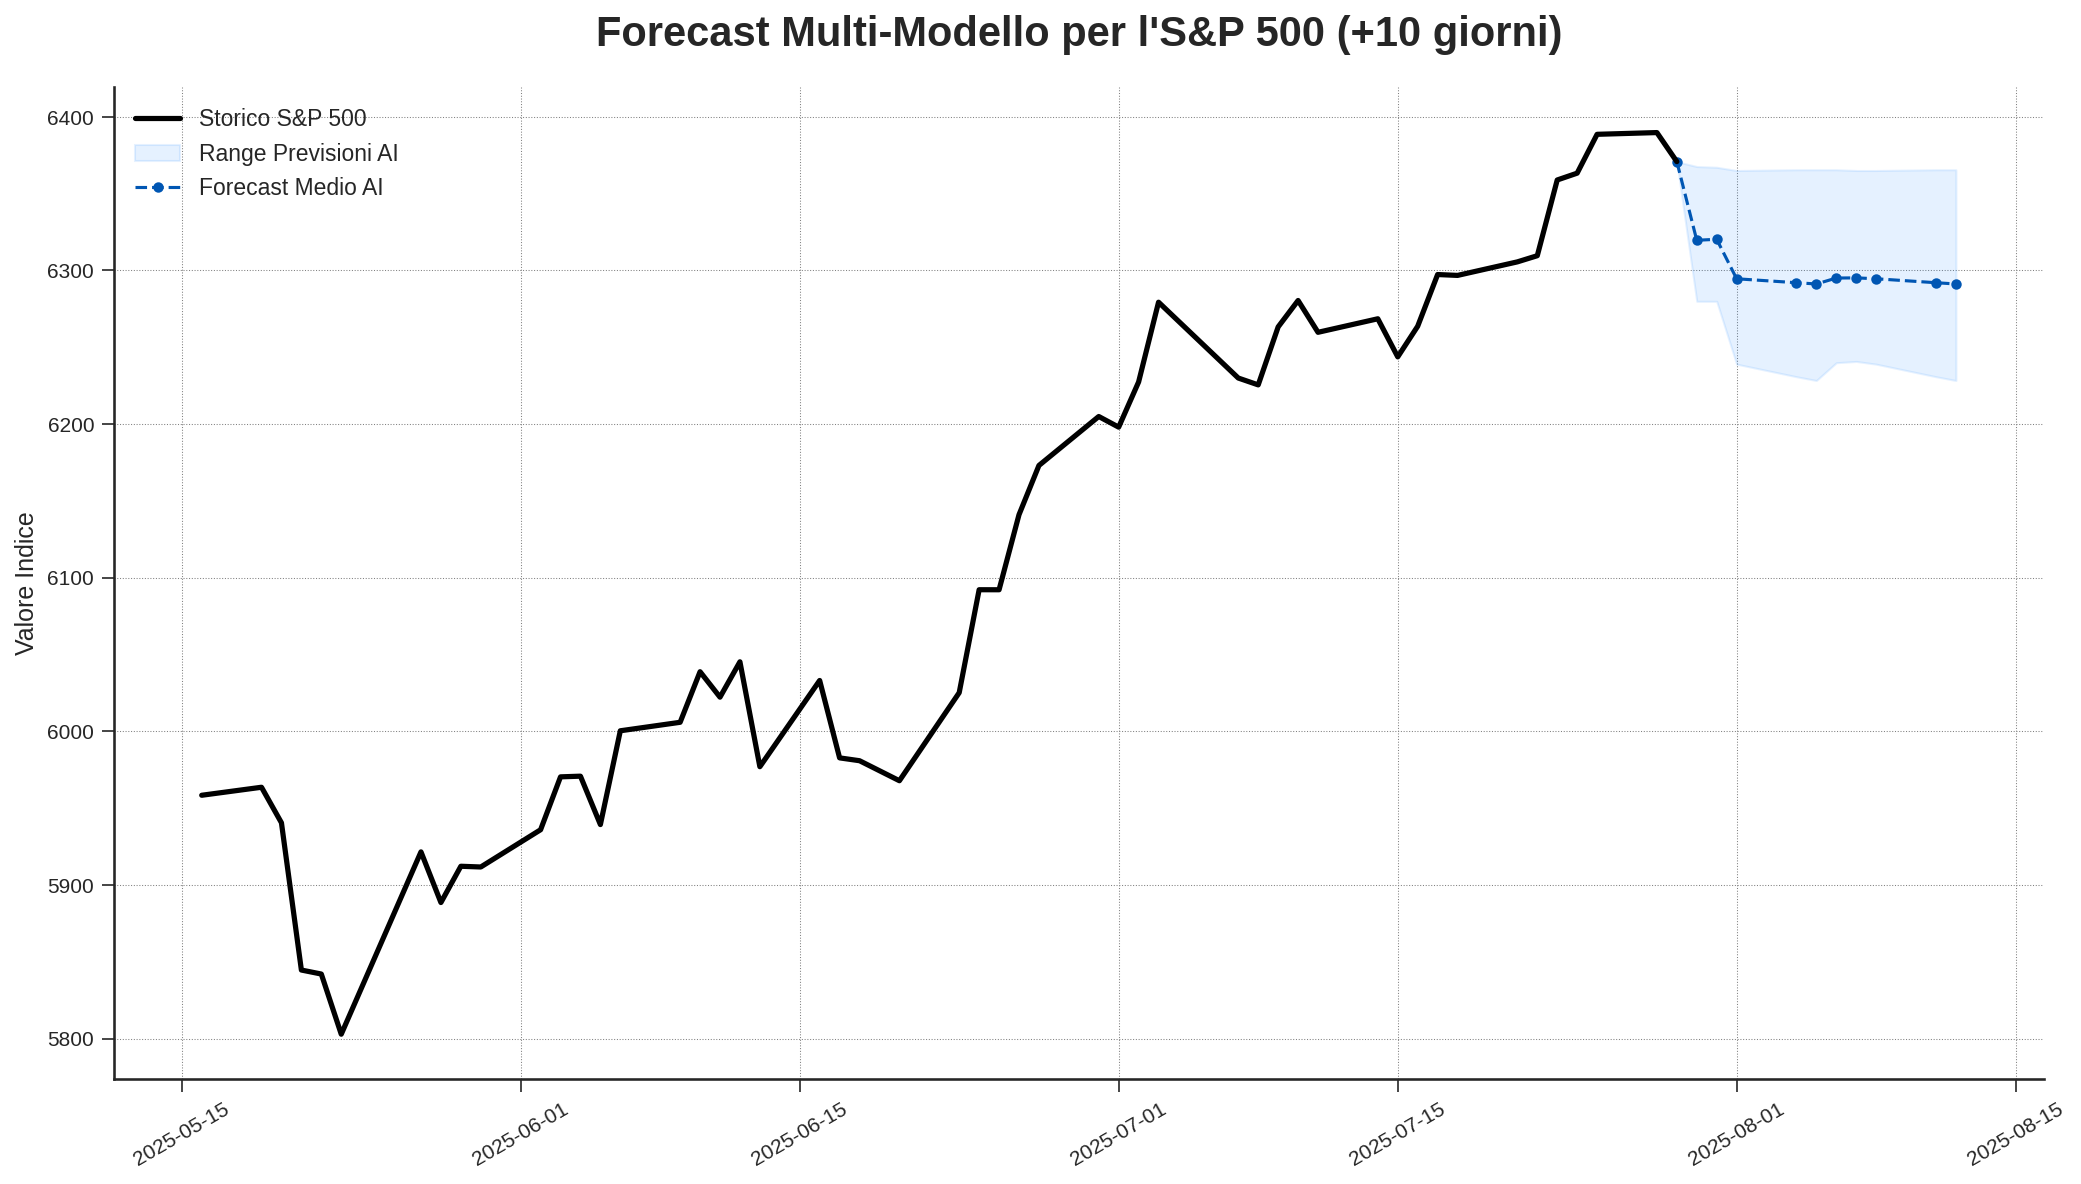 Forecast Multi-Modello per l'S&P 500 (+10 giorni)
Storico S&P 500
Range Previsioni AI
Forecast Medio AI
Valore Indice
6400
6300
6200
6100
6000
5900
5800
2025-05-15
2025-06-01
2025-06-15
2025-07-01
2025-07-15
2025-08-01
2025-08-15